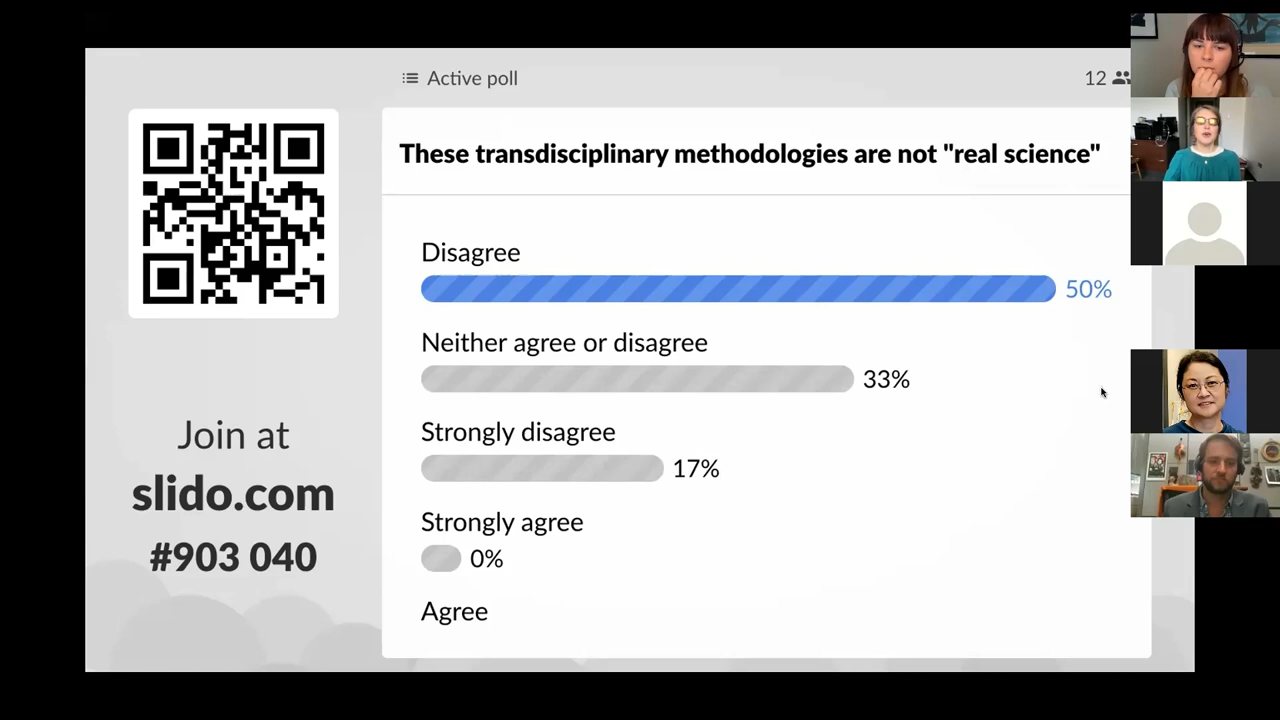 Active poll
12
These transdisciplinary methodologies are not "real science"
Disagree
50%
Neither agree or disagree
33%
Strongly disagree
17%
Strongly agree
0%
Agree
Join at
slido.com
#903 040